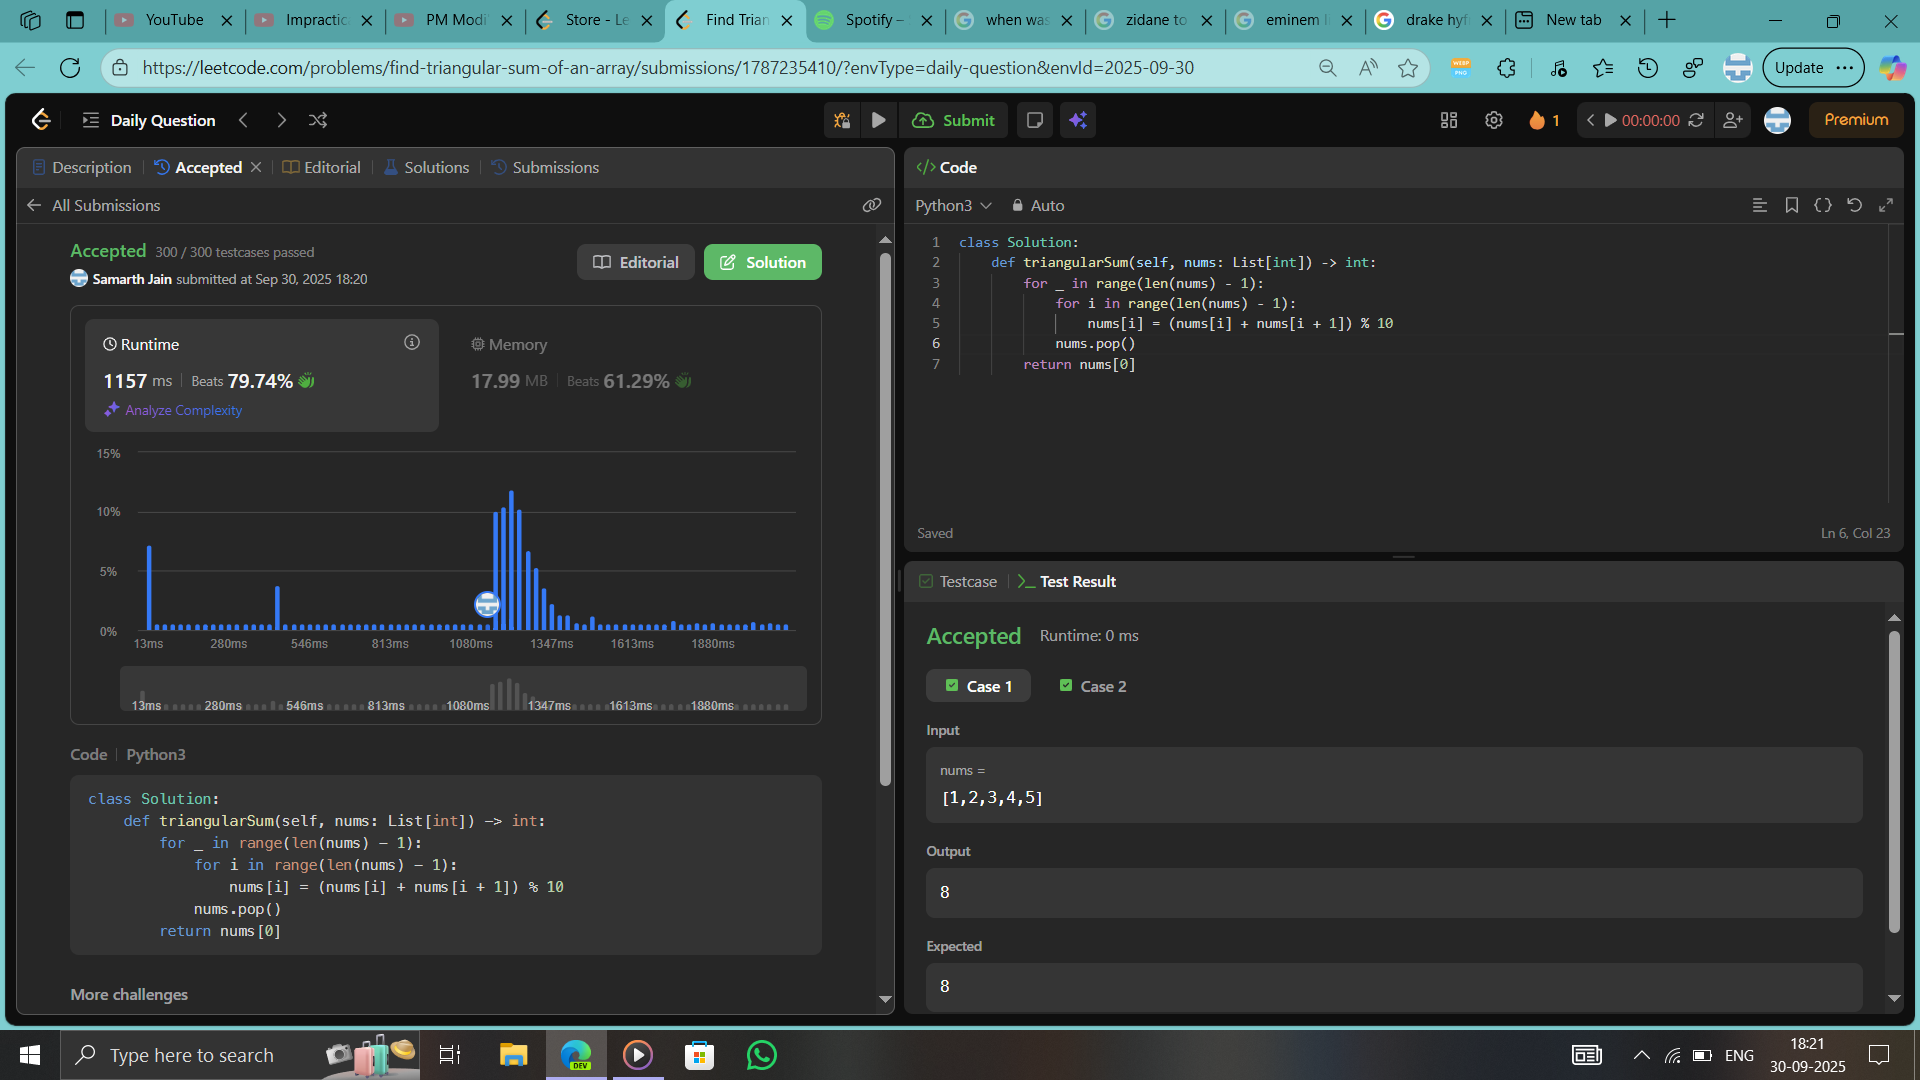 YouTube
Impractica
PM Modi
Store - Le
Find Trian
Spotify –
when was
zidane to
eminem l
drake hyf
New tab
https://leetcode.com/problems/find-triangular-sum-of-an-array/submissions/1787235410/?envType=daily-question&envId=2025-09-30
Update
Daily Question
Submit
1
00:00:00
Premium
Description
Accepted
Editorial
Solutions
Submissions
All Submissions
Accepted 300 / 300 testcases passed
Samarth Jain submitted at Sep 30, 2025 18:20
Editorial
Solution
Runtime
1157 ms Beats 79.74%
Analyze Complexity
Memory
17.99 MB Beats 61.29%
15%
10%
5%
0%
13ms 280ms 546ms 813ms 1080ms 1347ms 1613ms 1880ms
13ms 280ms 546ms 813ms 1080ms 1347ms 1613ms 1880ms
Code Python3
class Solution:
def triangularSum(self, nums: List[int]) -> int:
for _ in range(len(nums) - 1):
for i in range(len(nums) - 1):
nums[i] = (nums[i] + nums[i + 1]) % 10
nums.pop()
return nums[0]
More challenges
</> Code
Python3
Auto
1 class Solution:
2 def triangularSum(self, nums: List[int]) -> int:
3 for _ in range(len(nums) - 1):
4 for i in range(len(nums) - 1):
5 nums[i] = (nums[i] + nums[i + 1]) % 10
6 nums.pop()
7 return nums[0]
Saved
Ln 6, Col 23
Testcase
Test Result
Accepted Runtime: 0 ms
Case 1
Case 2
Input
nums =
[1,2,3,4,5]
Output
8
Expected
8
Type here to search
DEV
ENG
18:21
30-09-2025